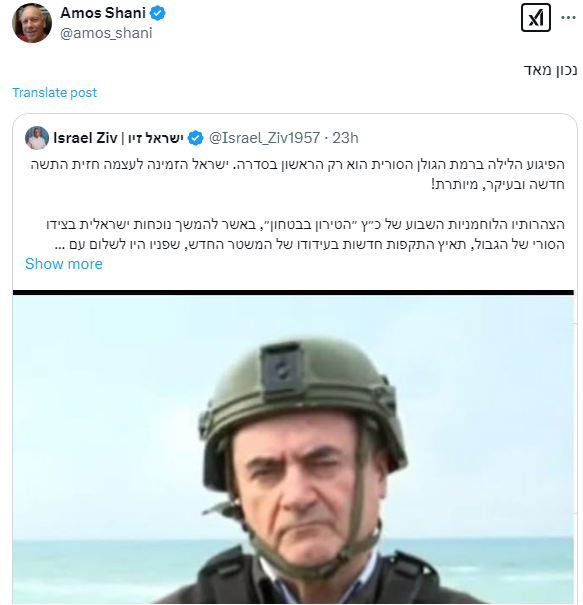 Amos Shani
@amos_shani
נכון מאד
Translate post
Israel Ziv | ישראל זיו @Israel_Ziv1957 · 23h
הפיגוע הלילה ברמת הגולן הסורית הוא רק הראשון בסדרה. ישראל הזמינה לעצמה חזית התשה
חדשה ובעיקר, מיותרת!
הצהרותיו הלוחמניות השבוע של כ״ץ ״הטירון בבטחון״, באשר להמשך נוכחות ישראלית בצידו
הסורי של הגבול, תאיץ התקפות חדשות בעידודו של המשטר החדש, שפניו היו לשלום עם ...
Show more